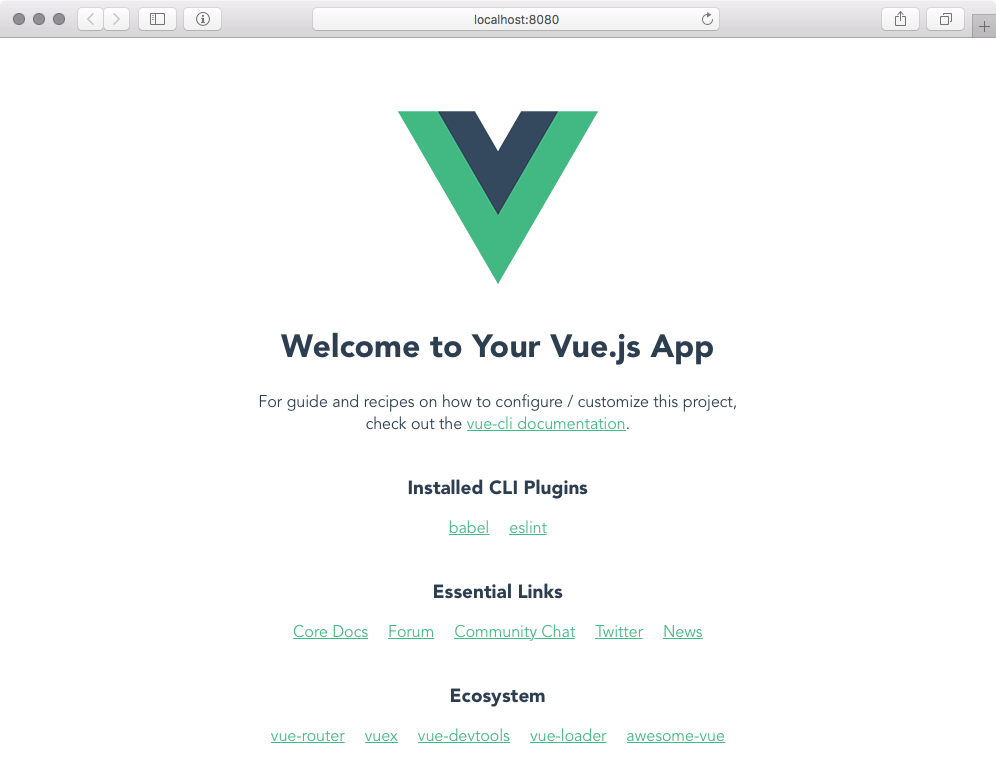 localhost:8080
Welcome to Your Vue.js App
For guide and recipes on how to configure / customize this project,
check out the vue-cli documentation.
Installed CLI Plugins
babel eslint
Essential Links
Core Docs Forum Community Chat Twitter News
Ecosystem
vue-router vuex vue-devtools vue-loader awesome-vue